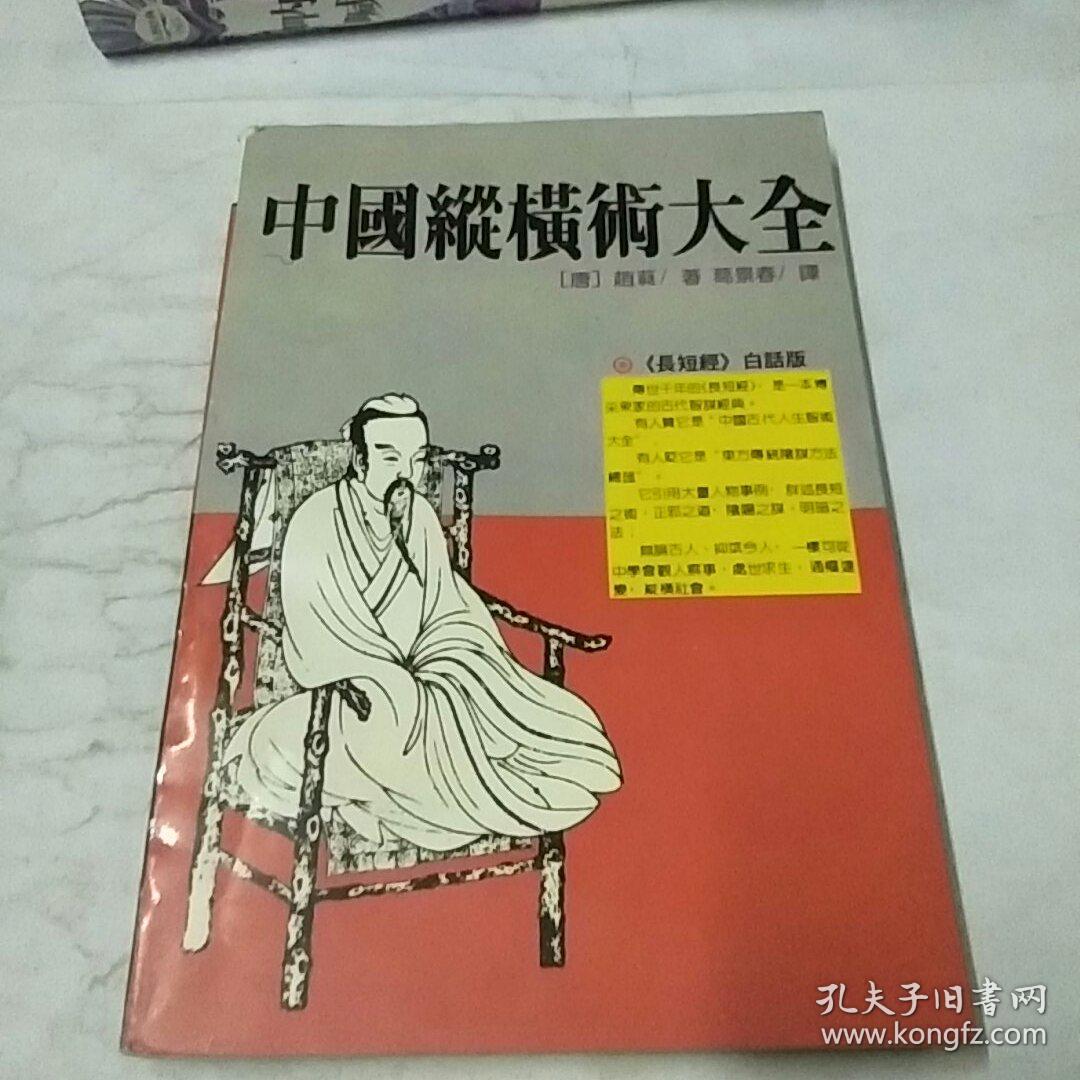 中國縱橫術大全
［唐］趙蕤/ 著 葛景春/ 譯
《長短經》白話版
傳世千年的《長短經》，是一本博
采衆家的古代智謀經典。
有人贊它是“中國古代人生智術
大全”，
有人貶它是“東方傳統陰謀方法
總匯”。
它引用大量人物事例，詳述長短
之術，正邪之道，陰陽之謀，明暗之
法；
臧否古人、抑或今人，一樣可從
中學會觀人察事，處世求生，通權達
變，縱橫社會。
孔夫子旧書网
www.kongfz.com